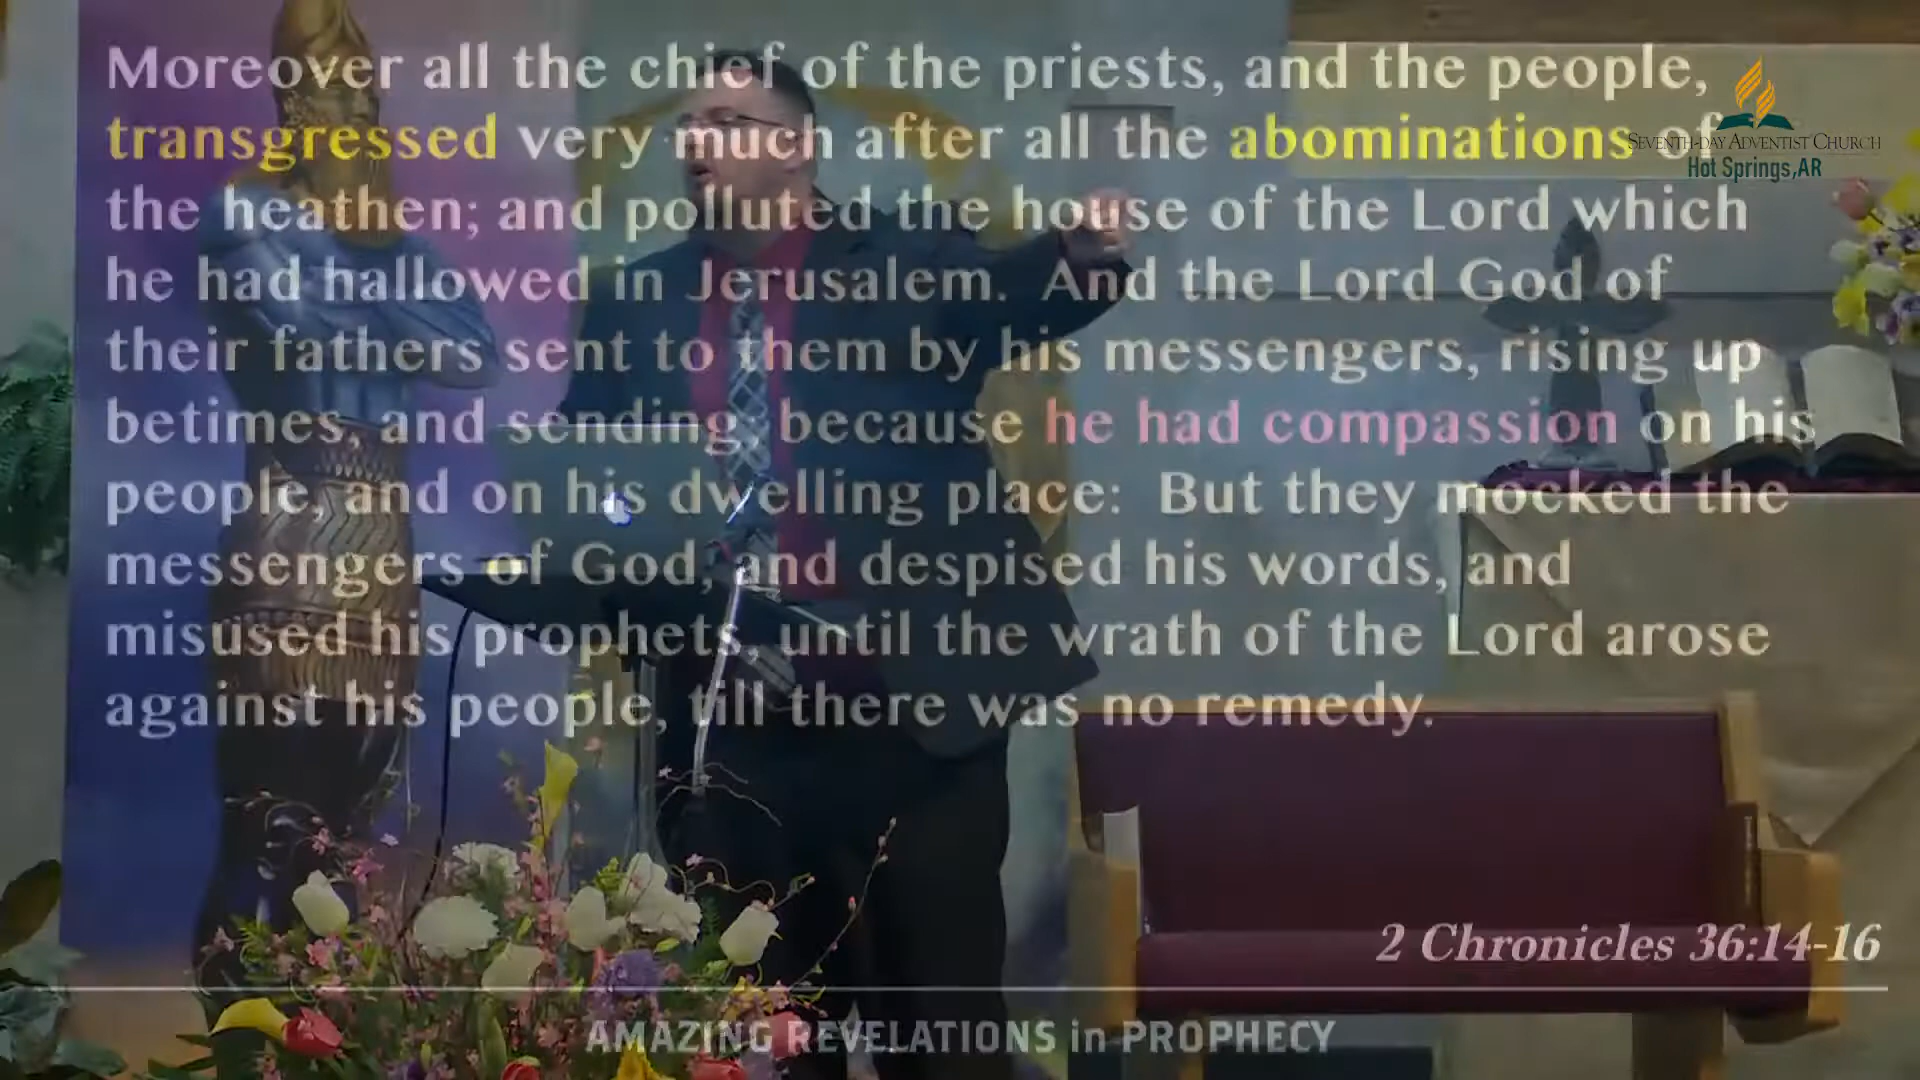 Moreover all the chief of the priests, and the people,
transgressed very much after all the abominations of
the heathen; and polluted the house of the Lord which
he had hallowed in Jerusalem. And the Lord God of
their fathers sent to them by his messengers, rising up
betimes, and sending, because he had compassion on his
people, and on his dwelling place: But they mocked the
messengers of God, and despised his words, and
misused his prophets, until the wrath of the Lord arose
against his people, till there was no remedy.
SEVENTH-DAY ADVENTIST CHURCH
Hot Springs,AR
2 Chronicles 36:14-16
AMAZING REVELATIONS in PROPHECY